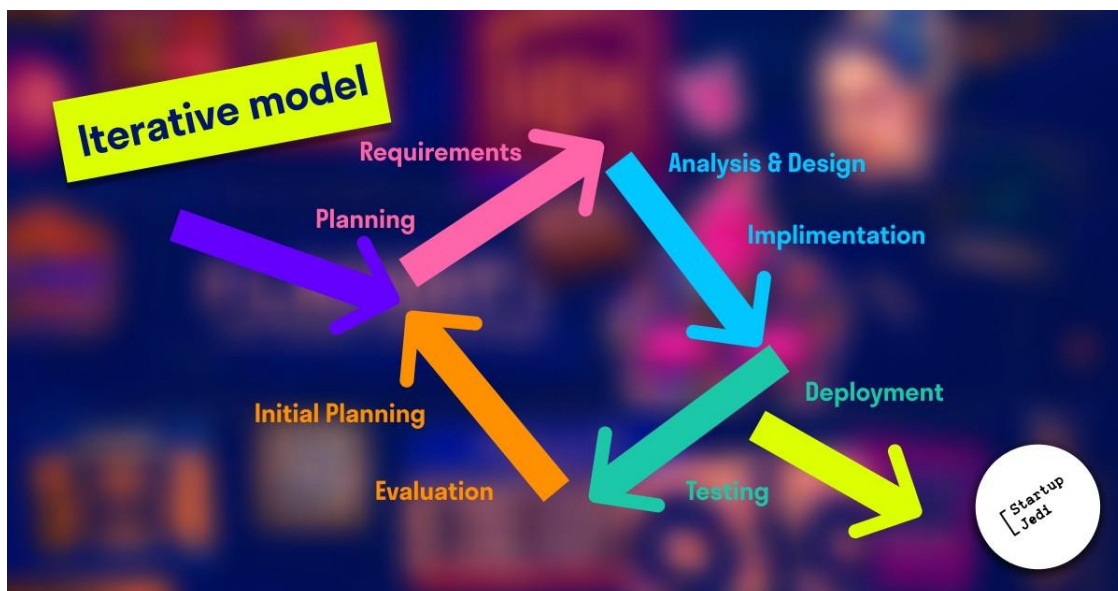 Iterative model
Requirements
Analysis & Design
Planning
Implimentation
Deployment
Initial Planning
Evaluation
Testing
[Startup
Jedi